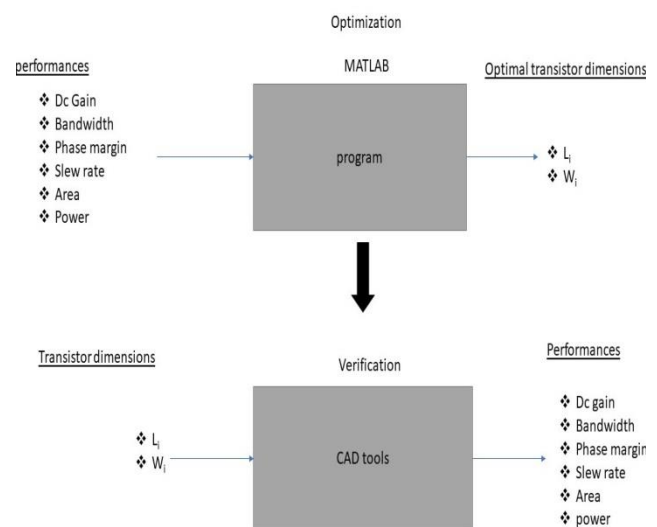 Optimization
MATLAB
performances
❖ Dc Gain
❖ Bandwidth
❖ Phase margin
❖ Slew rate
❖ Area
❖ Power
program
Optimal transistor dimensions
❖ Li
❖ Wi
Transistor dimensions
❖ Li
❖ Wi
Verification
CAD tools
Performances
❖ Dc gain
❖ Bandwidth
❖ Phase margin
❖ Slew rate
❖ Area
❖ power